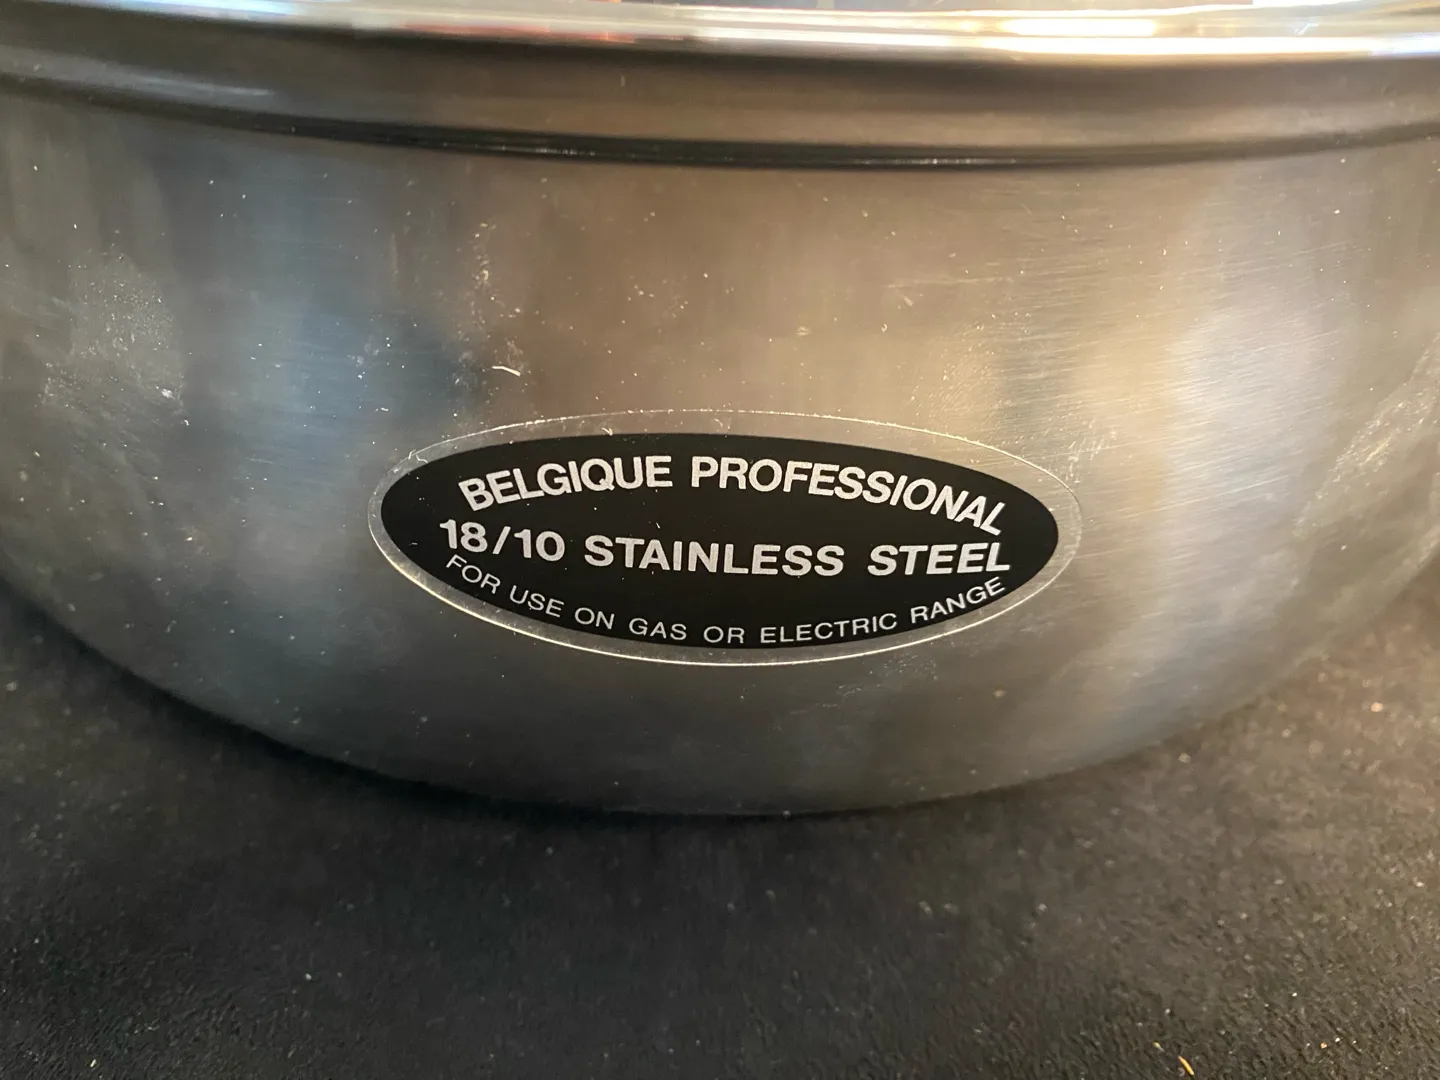 BELGIQUE PROFESSIONAL
18/10 STAINLESS STEEL
FOR USE ON GAS OR ELECTRIC RANGE